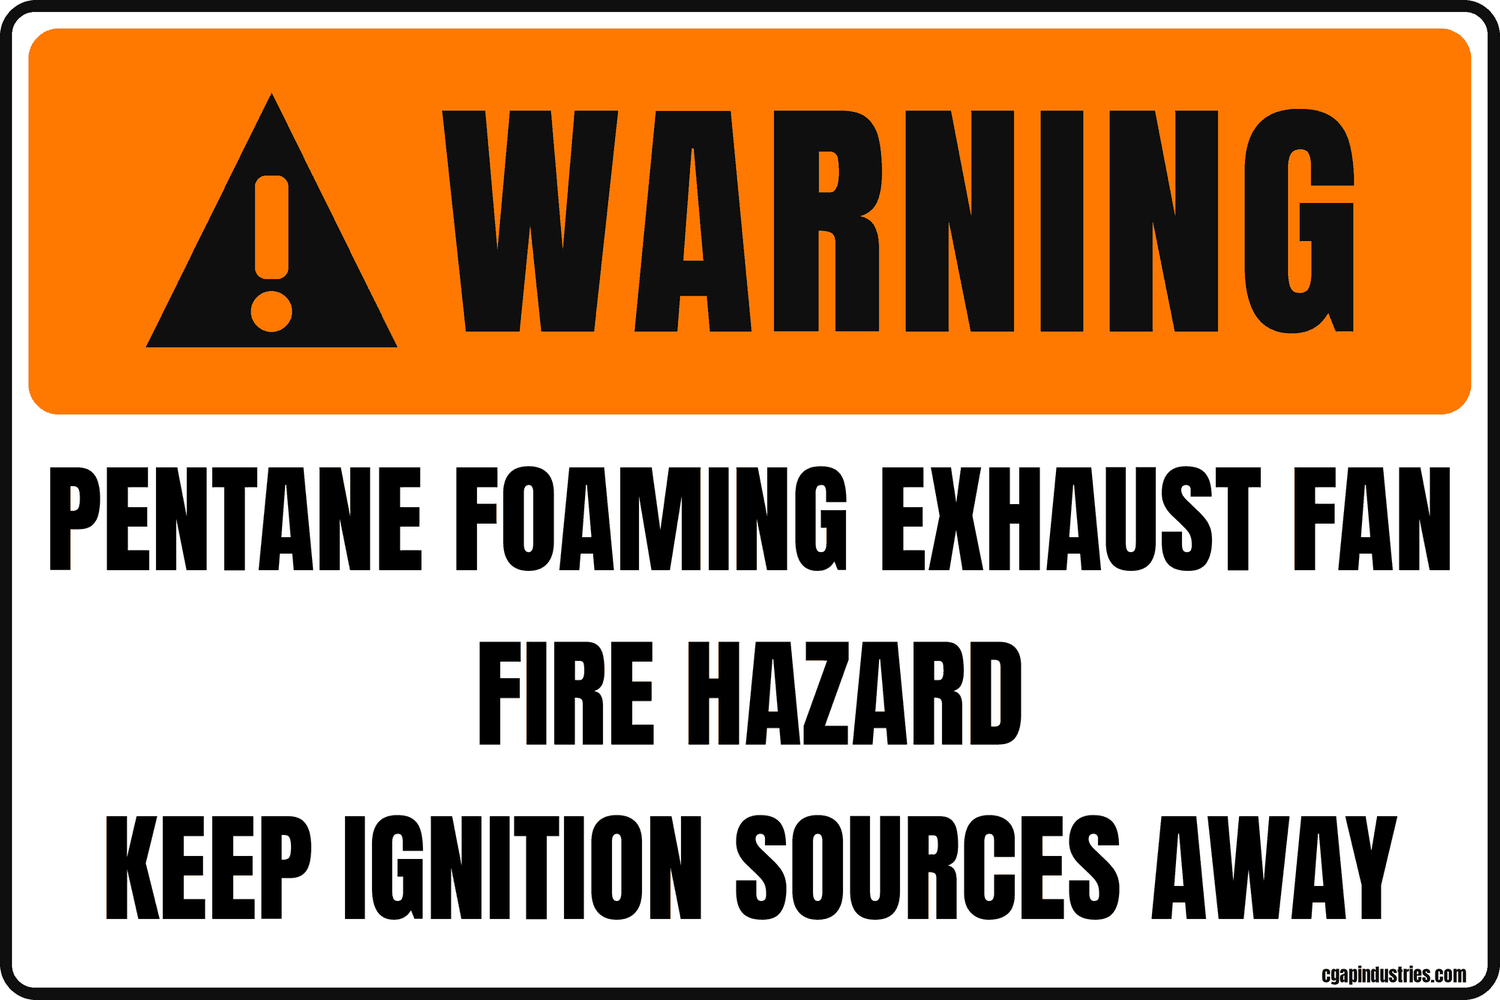 WARNING
PENTANE FOAMING EXHAUST FAN
FIRE HAZARD
KEEP IGNITION SOURCES AWAY
cgapindustries.com